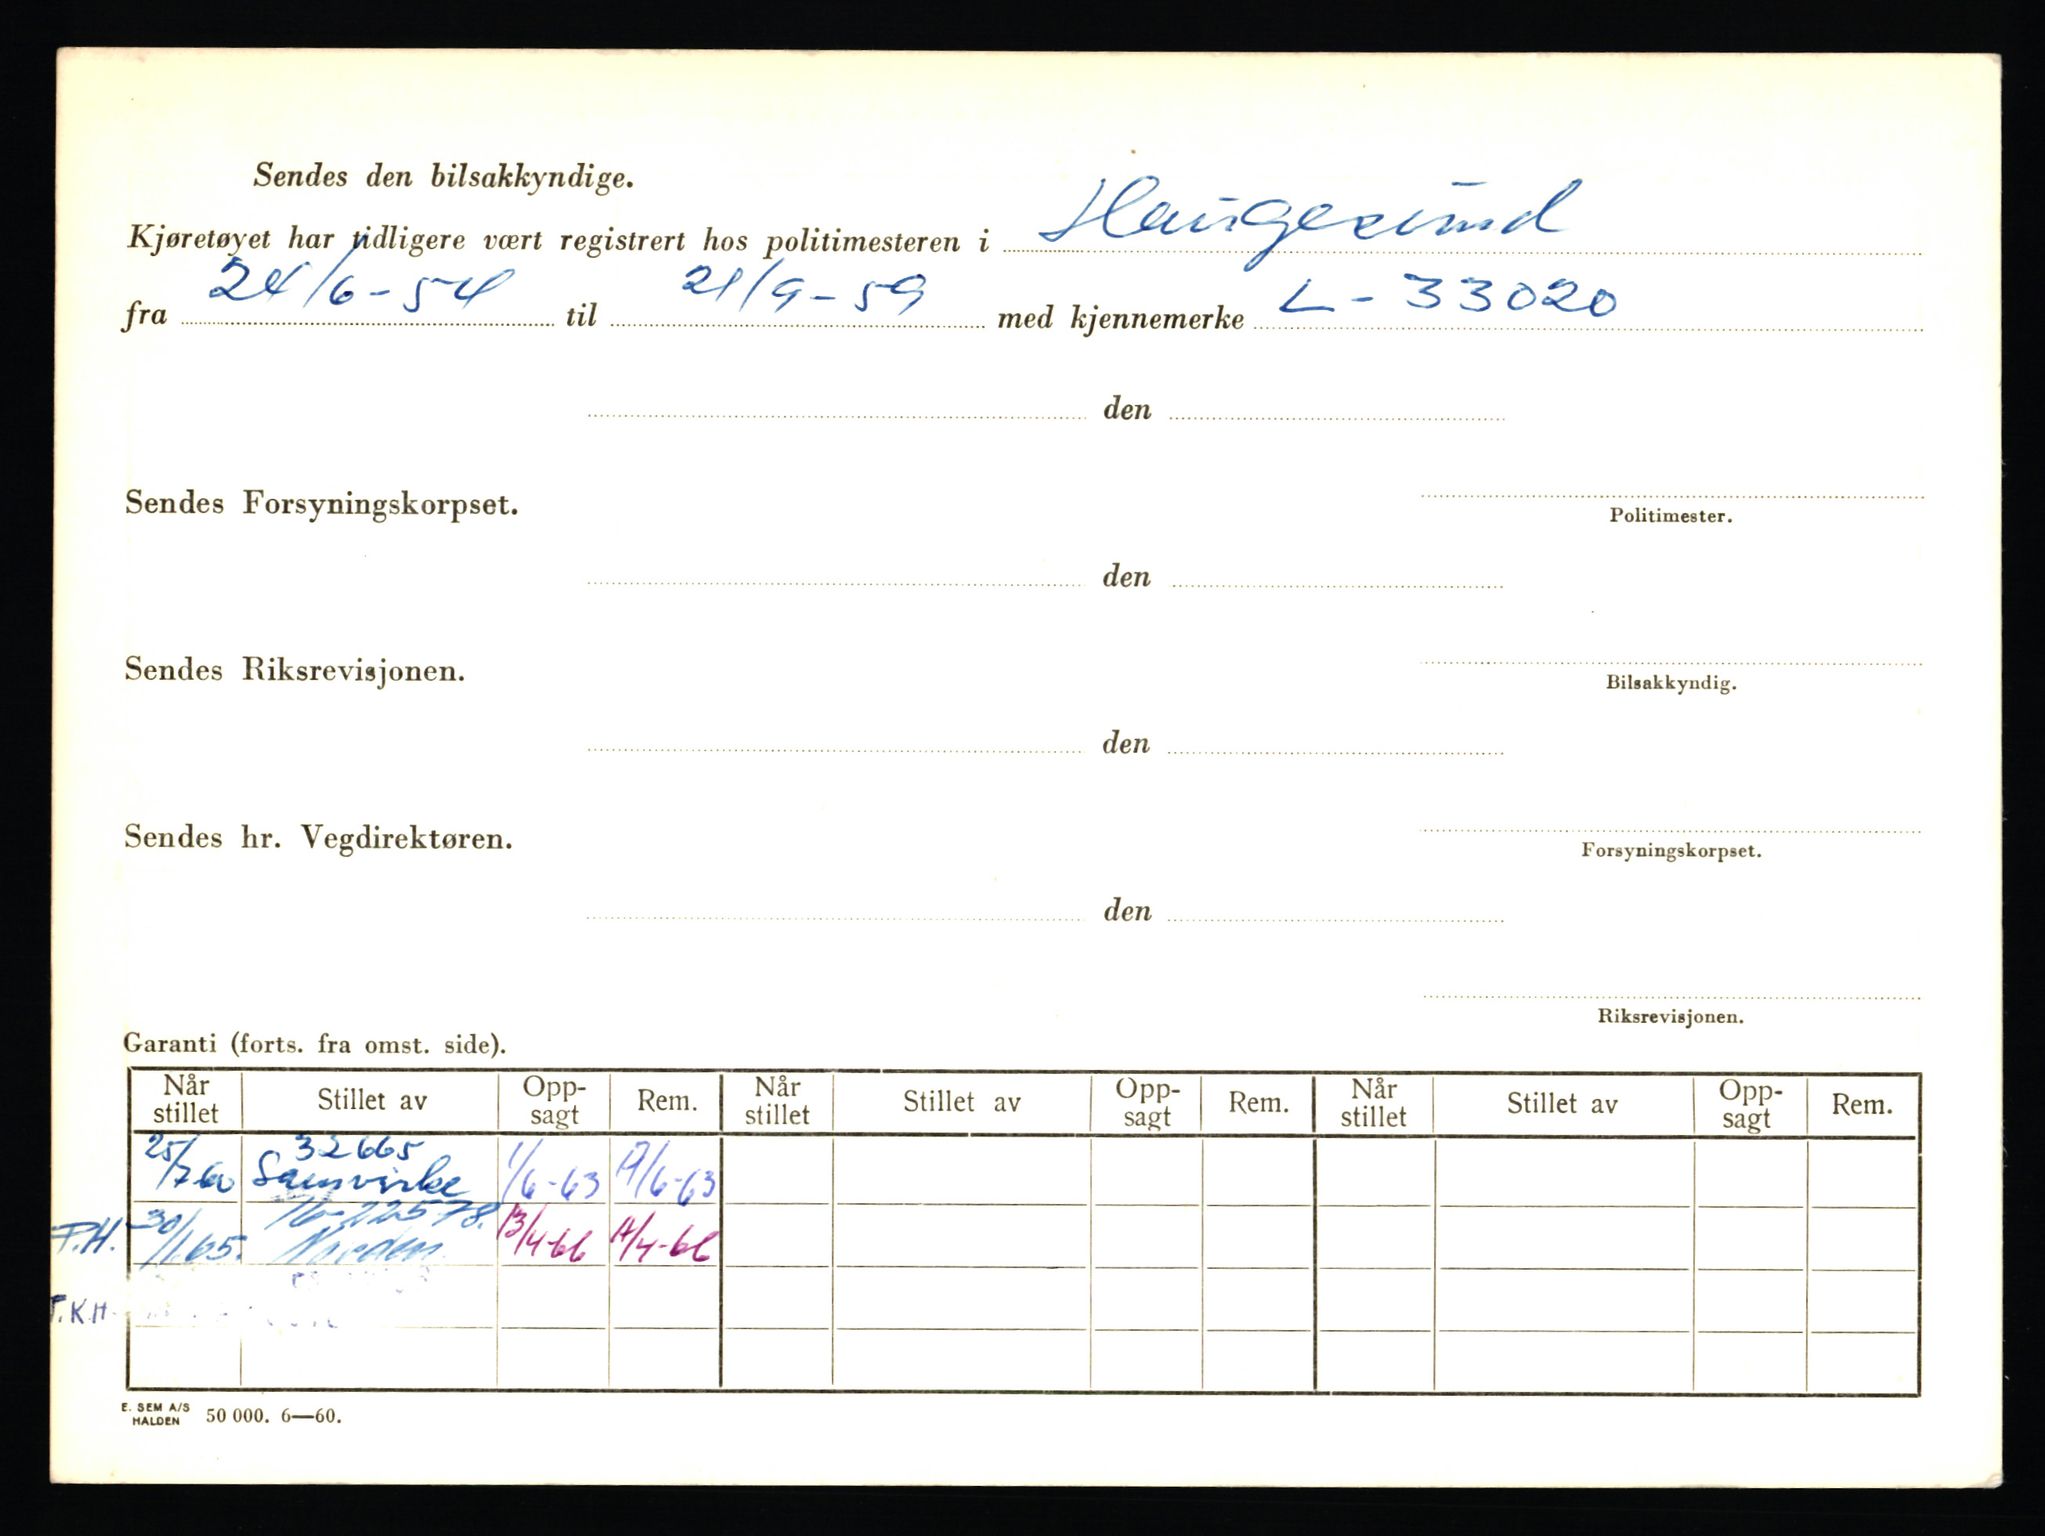 Sendes den bilsakkyndige.
Kjøretøyet har tidligere vært registrert hos politimesteren i Haugesund
fra 24/6-54 til 21/9-59 med kjennemerke L-33020
den
Sendes Forsyningskorpset.
Politimester.
den
Sendes Riksrevisjonen.
Bilsakkyndig.
den
Sendes hr. Vegdirektøren.
Forsyningskorpset.
den
Riksrevisjonen.
Garanti (forts. fra omst. side).
Når stillet Stillet av Opp-sagt Rem. Når stillet Stillet av Opp-sagt Rem. Når stillet Stillet av Opp-sagt Rem.
32665
25/7 60 Samvirke 1/6-63 17/6-63
P.H. 30/1.65. Norden 13/4-66 14/4-66
T.K.H
E. SEM A/S HALDEN 50 000. 6—60.